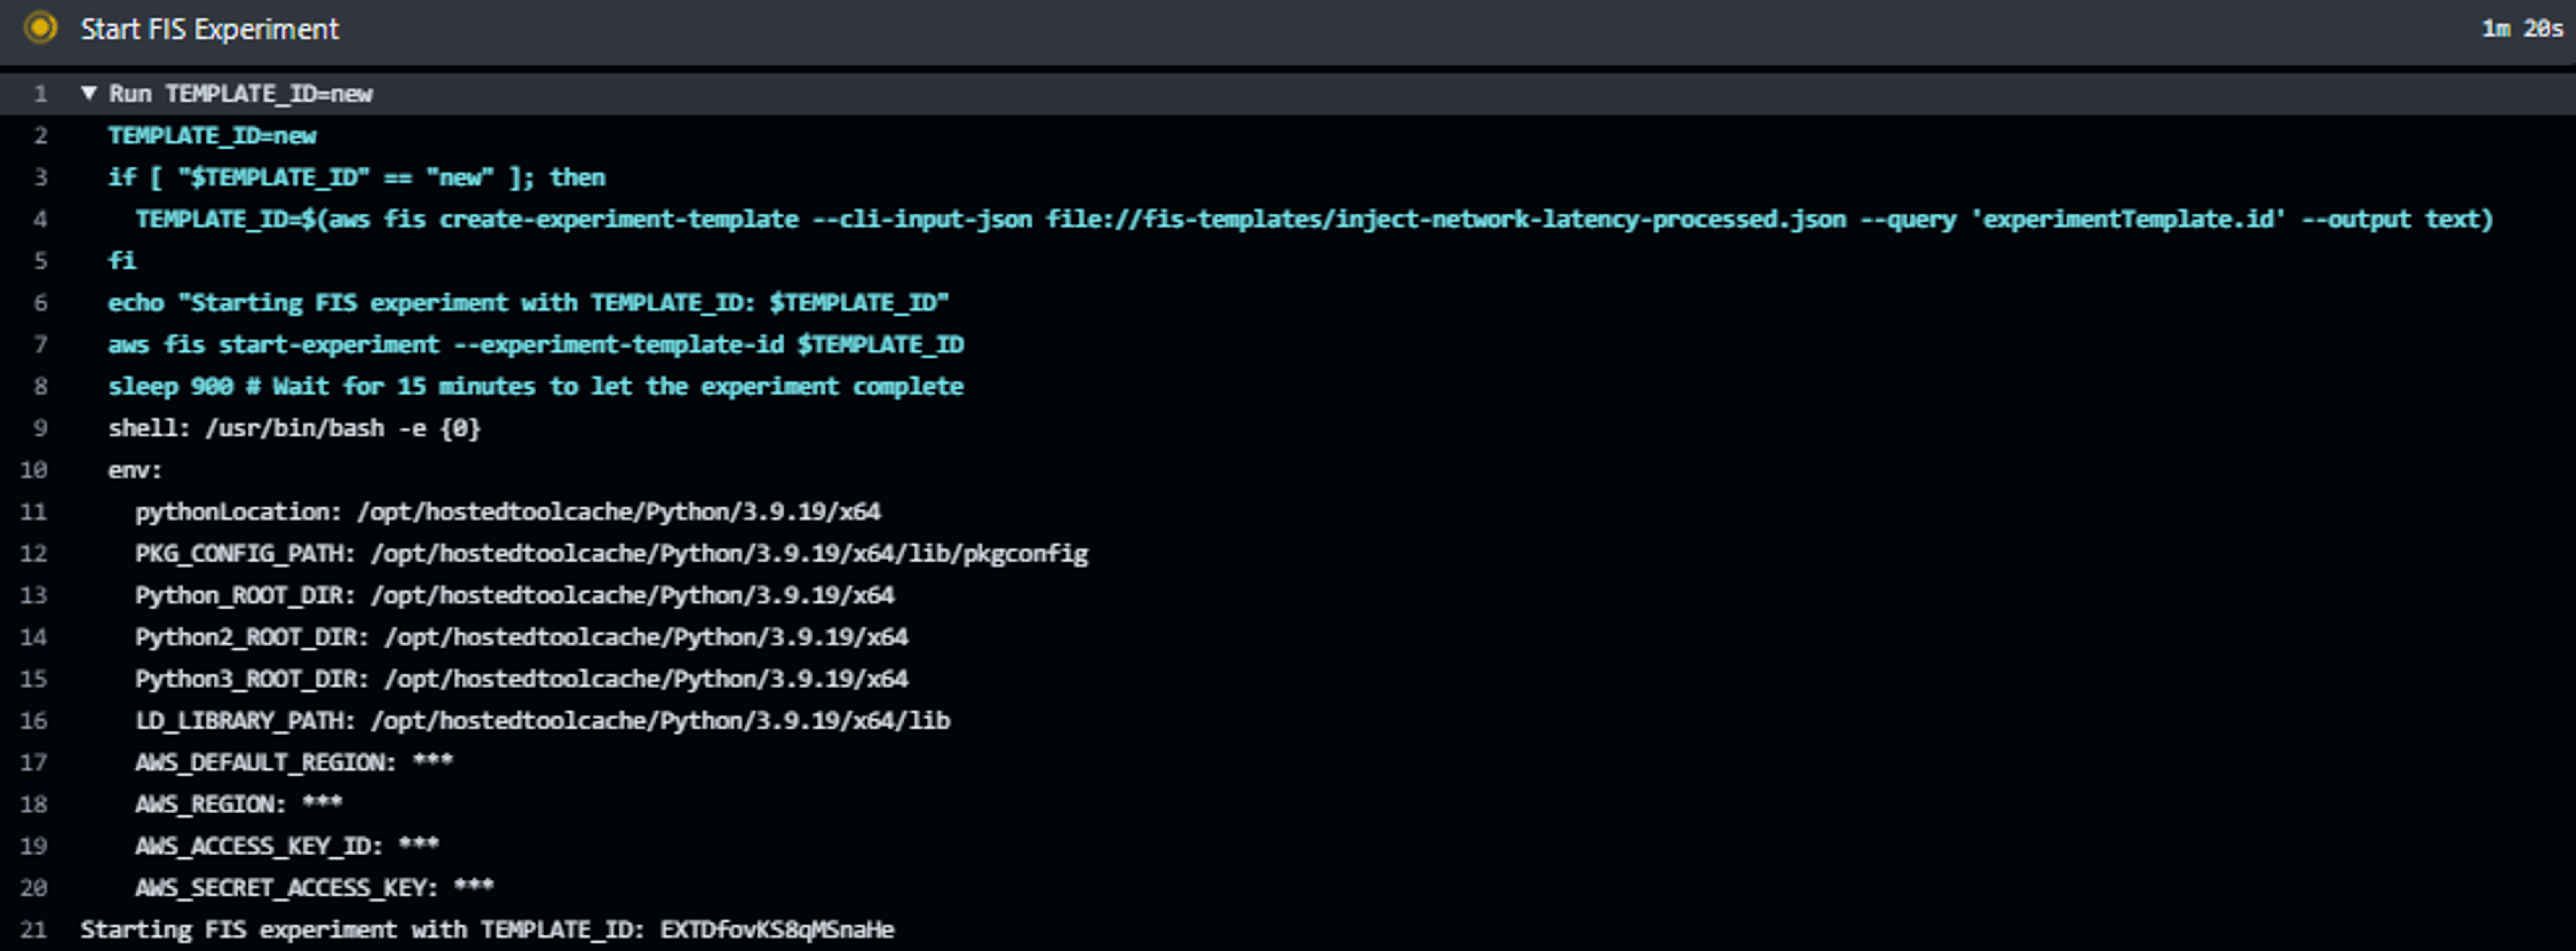 Start FIS Experiment 1m 20s
1 ▼ Run TEMPLATE_ID=new
2 TEMPLATE_ID=new
3 if [ "$TEMPLATE_ID" == "new" ]; then
4 TEMPLATE_ID=$(aws fis create-experiment-template --cli-input-json file://fis-templates/inject-network-latency-processed.json --query 'experimentTemplate.id' --output text)
5 fi
6 echo "Starting FIS experiment with TEMPLATE_ID: $TEMPLATE_ID"
7 aws fis start-experiment --experiment-template-id $TEMPLATE_ID
8 sleep 900 # Wait for 15 minutes to let the experiment complete
9 shell: /usr/bin/bash -e {0}
10 env:
11 pythonLocation: /opt/hostedtoolcache/Python/3.9.19/x64
12 PKG_CONFIG_PATH: /opt/hostedtoolcache/Python/3.9.19/x64/lib/pkgconfig
13 Python_ROOT_DIR: /opt/hostedtoolcache/Python/3.9.19/x64
14 Python2_ROOT_DIR: /opt/hostedtoolcache/Python/3.9.19/x64
15 Python3_ROOT_DIR: /opt/hostedtoolcache/Python/3.9.19/x64
16 LD_LIBRARY_PATH: /opt/hostedtoolcache/Python/3.9.19/x64/lib
17 AWS_DEFAULT_REGION: ***
18 AWS_REGION: ***
19 AWS_ACCESS_KEY_ID: ***
20 AWS_SECRET_ACCESS_KEY: ***
21 Starting FIS experiment with TEMPLATE_ID: EXTDfovKS8qMSnaHe